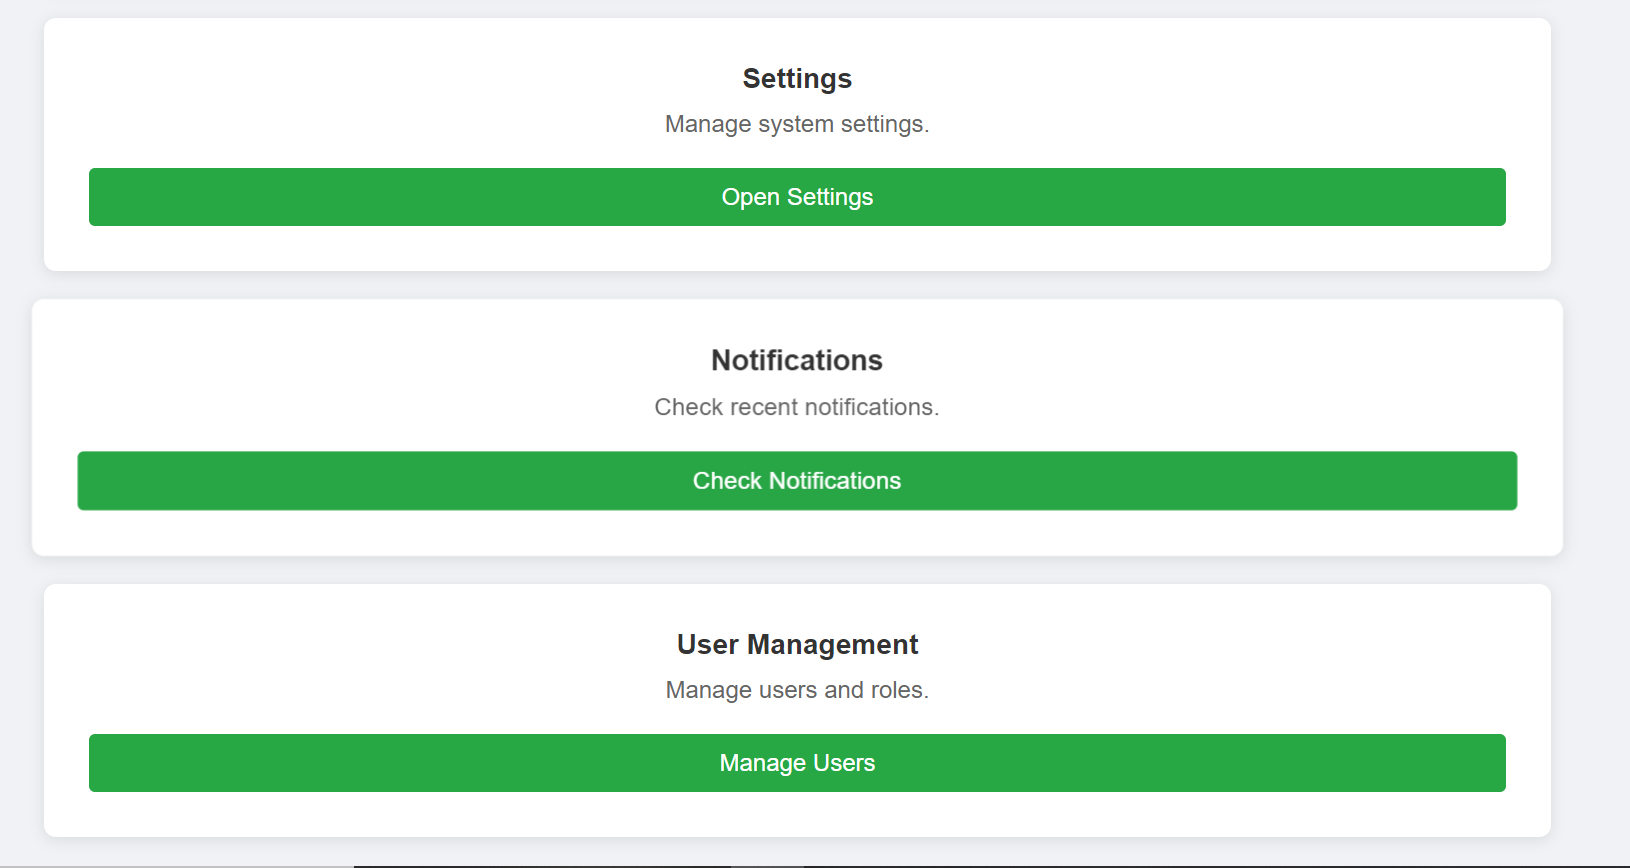 Settings
Manage system settings.
Open Settings
Notifications
Check recent notifications.
Check Notifications
User Management
Manage users and roles.
Manage Users